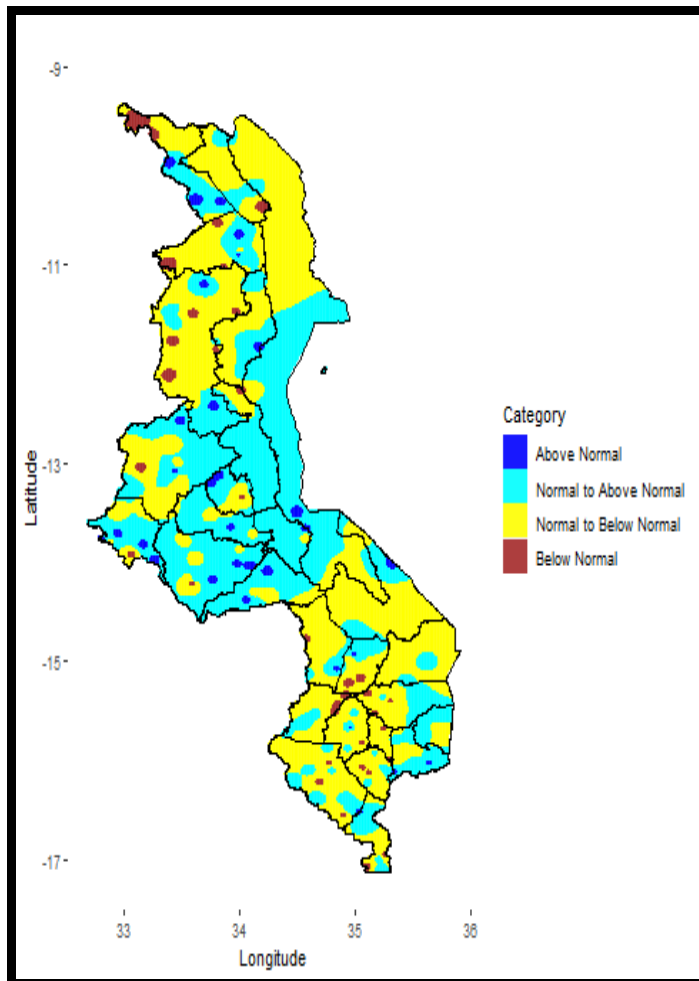 -9
-11
-13
-15
-17
Latitude
33
34
35
36
Longitude
Category
Above Normal
Normal to Above Normal
Normal to Below Normal
Below Normal